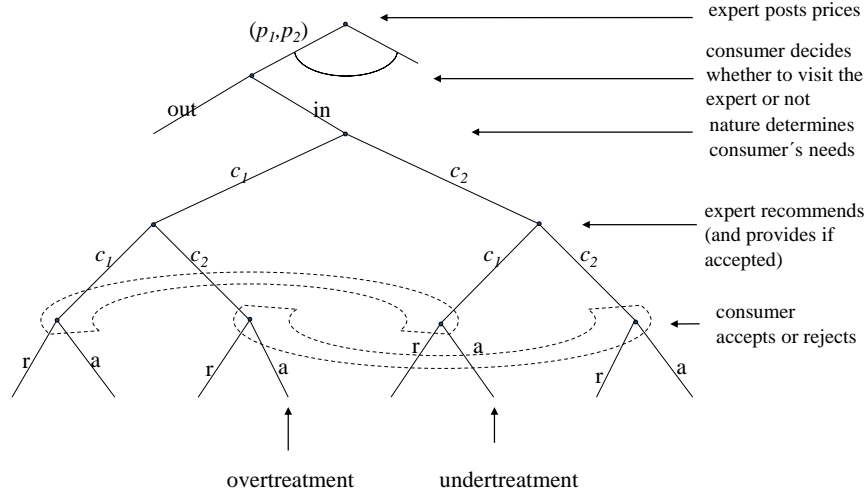 expert posts prices
(p1,p2)
consumer decides
whether to visit the
expert or not
out
in
nature determines
consumer´s needs
c1
c2
expert recommends
(and provides if
accepted)
c1
c2
c1
c2
consumer
accepts or rejects
r
a
r
a
r
a
r
a
overtreatment
undertreatment